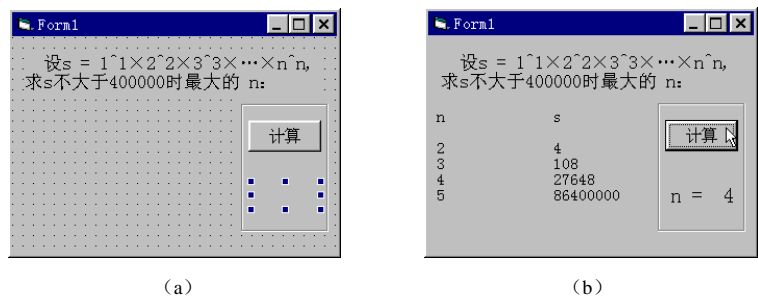 Form1
设s = 1^1×2^2×3^3×…×n^n,
求s不大于400000时最大的 n:
计算
(a)
Form1
设s = 1^1×2^2×3^3×…×n^n,
求s不大于400000时最大的 n:
n s
2 4
3 108
4 27648
5 86400000
计算
n = 4
(b)